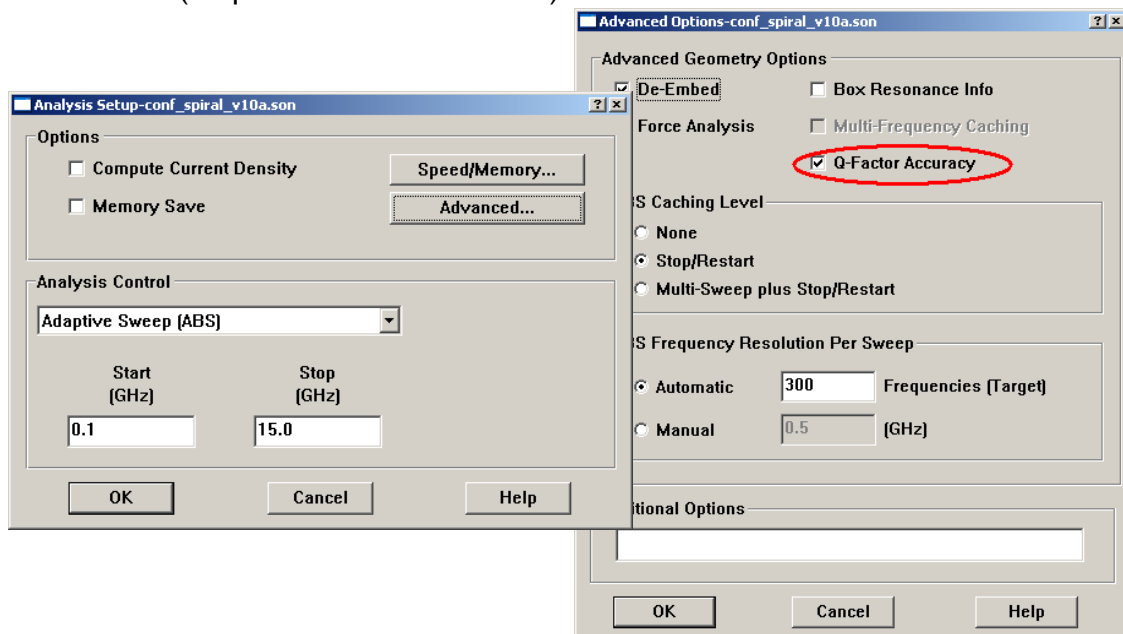 Advanced Options-conf_spiral_v10a.son
Advanced Geometry Options
De-Embed
Box Resonance Info
Force Analysis
Multi-Frequency Caching
Q-Factor Accuracy
BS Caching Level
None
Stop/Restart
Multi-Sweep plus Stop/Restart
BS Frequency Resolution Per Sweep
Automatic 300 Frequencies (Target)
Manual 0.5 (GHz)
itional Options
OK Cancel Help
Analysis Setup-conf_spiral_v10a.son
Options
Compute Current Density
Speed/Memory...
Memory Save
Advanced...
Analysis Control
Adaptive Sweep (ABS)
Start Stop
(GHz) (GHz)
0.1 15.0
OK Cancel Help